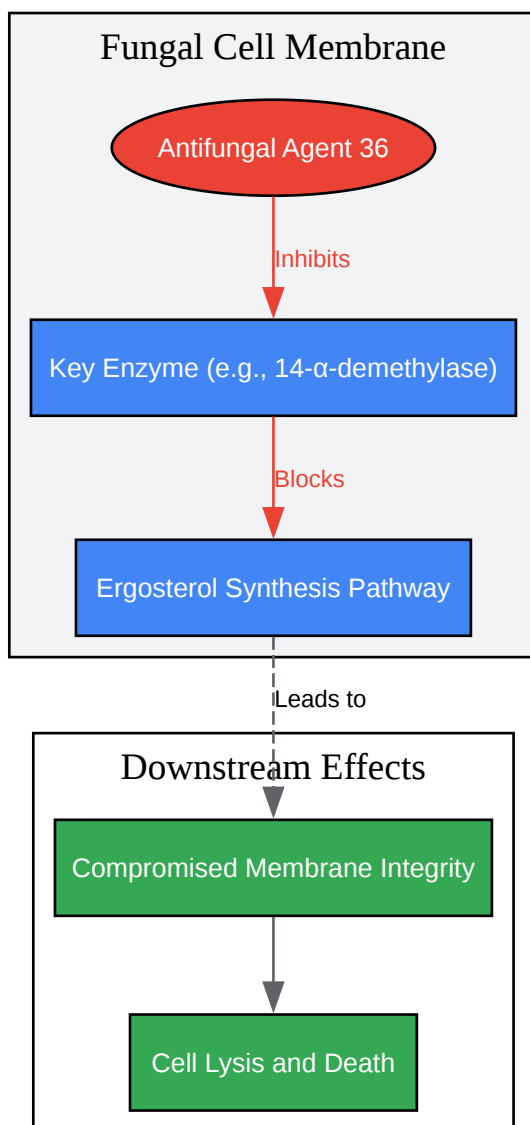 Fungal Cell Membrane
Antifungal Agent 36
Inhibits
Key Enzyme (e.g., 14-α-demethylase)
Blocks
Ergosterol Synthesis Pathway
Leads to
Downstream Effects
Compromised Membrane Integrity
Cell Lysis and Death